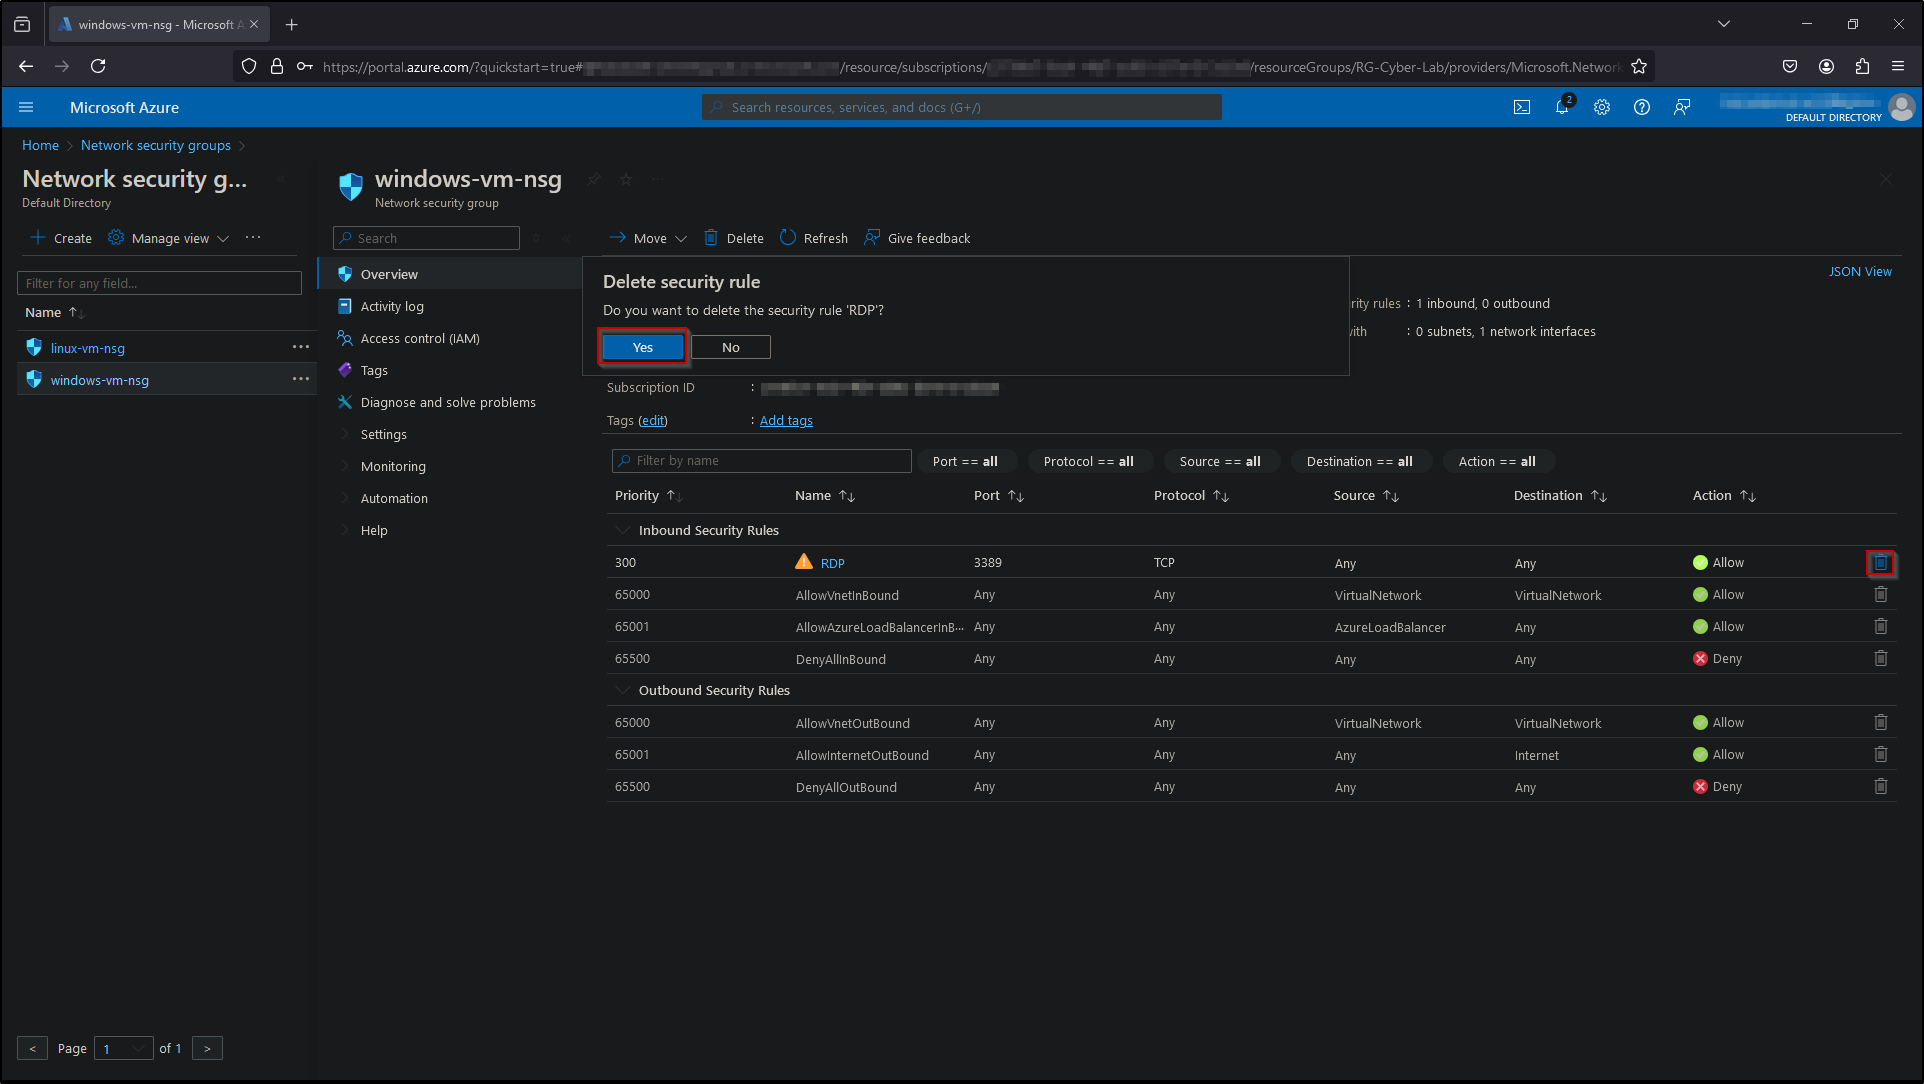 windows-vm-nsg - Microsoft A
https://portal.azure.com/?quickstart=true# /resource/subscriptions/ /resourceGroups/RG-Cyber-Lab/providers/Microsoft.Network
Microsoft Azure
Search resources, services, and docs (G+/)
2
DEFAULT DIRECTORY
Home > Network security groups >
Network security g...
Default Directory
Create
Manage view
Filter for any field...
Name
linux-vm-nsg
windows-vm-nsg
< Page 1 of 1 >
windows-vm-nsg
Network security group
Search
Overview
Activity log
Access control (IAM)
Tags
Diagnose and solve problems
Settings
Monitoring
Automation
Help
Move
Delete
Refresh
Give feedback
JSON View
Delete security rule
Do you want to delete the security rule 'RDP'?
Yes
No
rity rules : 1 inbound, 0 outbound
with : 0 subnets, 1 network interfaces
Subscription ID :
Tags (edit) : Add tags
Filter by name
Port == all
Protocol == all
Source == all
Destination == all
Action == all
Priority Name Port Protocol Source Destination Action
Inbound Security Rules
300 RDP 3389 TCP Any Any Allow
65000 AllowVnetInBound Any Any VirtualNetwork VirtualNetwork Allow
65001 AllowAzureLoadBalancerInB... Any Any AzureLoadBalancer Any Allow
65500 DenyAllInBound Any Any Any Any Deny
Outbound Security Rules
65000 AllowVnetOutBound Any Any VirtualNetwork VirtualNetwork Allow
65001 AllowInternetOutBound Any Any Any Internet Allow
65500 DenyAllOutBound Any Any Any Any Deny